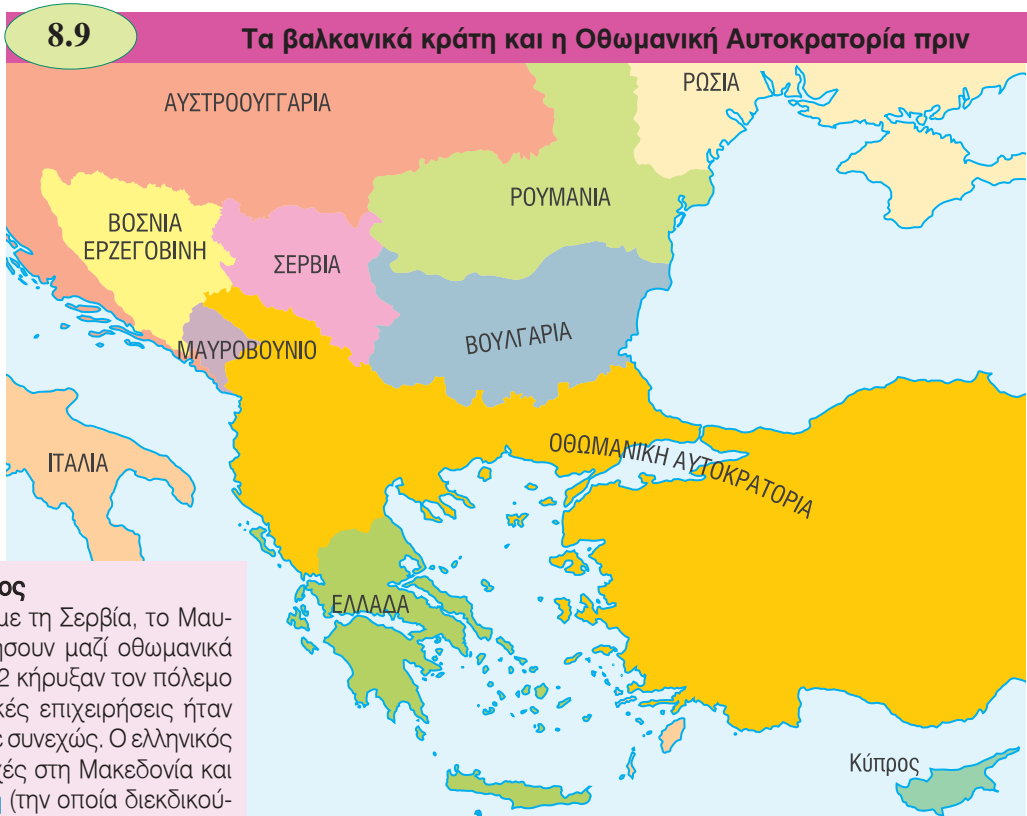 8.9
Τα βαλκανικά κράτη και η Οθωμανική Αυτοκρατορία πριν
ΡΩΣΙΑ
ΑΥΣΤΡΟΟΥΓΓΑΡΙΑ
ΡΟΥΜΑΝΙΑ
ΒΟΣΝΙΑ
ΕΡΖΕΓΟΒΙΝΗ
ΣΕΡΒΙΑ
ΒΟΥΛΓΑΡΙΑ
ΜΑΥΡΟΒΟΥΝΙΟ
ΙΤΑΛΙΑ
ΟΘΩΜΑΝΙΚΗ ΑΥΤΟΚΡΑΤΟΡΙΑ
ΕΛΛΑΔΑ
Κύπρος
ος
με τη Σερβία, το Μαυ-
ήσουν μαζί οθωμανικά
2 κήρυξαν τον πόλεμο
κές επιχειρήσεις ήταν
ε συνεχώς. Ο ελληνικός
χές στη Μακεδονία και
(την οποία διεκδικού-